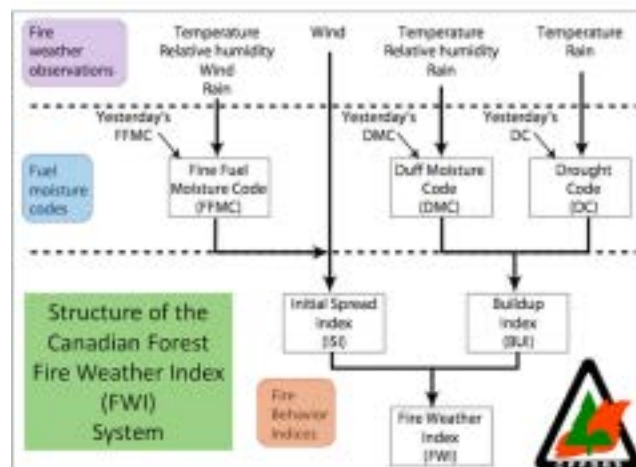 Fire
weather
observations
Temperature
Relative humidity
Wind
Rain
Wind
Temperature
Relative humidity
Rain
Temperature
Rain
Yesterday's
FFMC
Yesterday's
DMC
Yesterday's
DC
Fuel
moisture
codes
Fine Fuel
Moisture Code
(FFMC)
Duff Moisture
Code
(DMC)
Drought
Code
(DC)
Structure of the
Canadian Forest
Fire Weather Index
(FWI)
System
Initial Spread
Index
(ISI)
Buildup
Index
(BUI)
Fire
Behavior
Indices
Fire Weather
Index
(FWI)